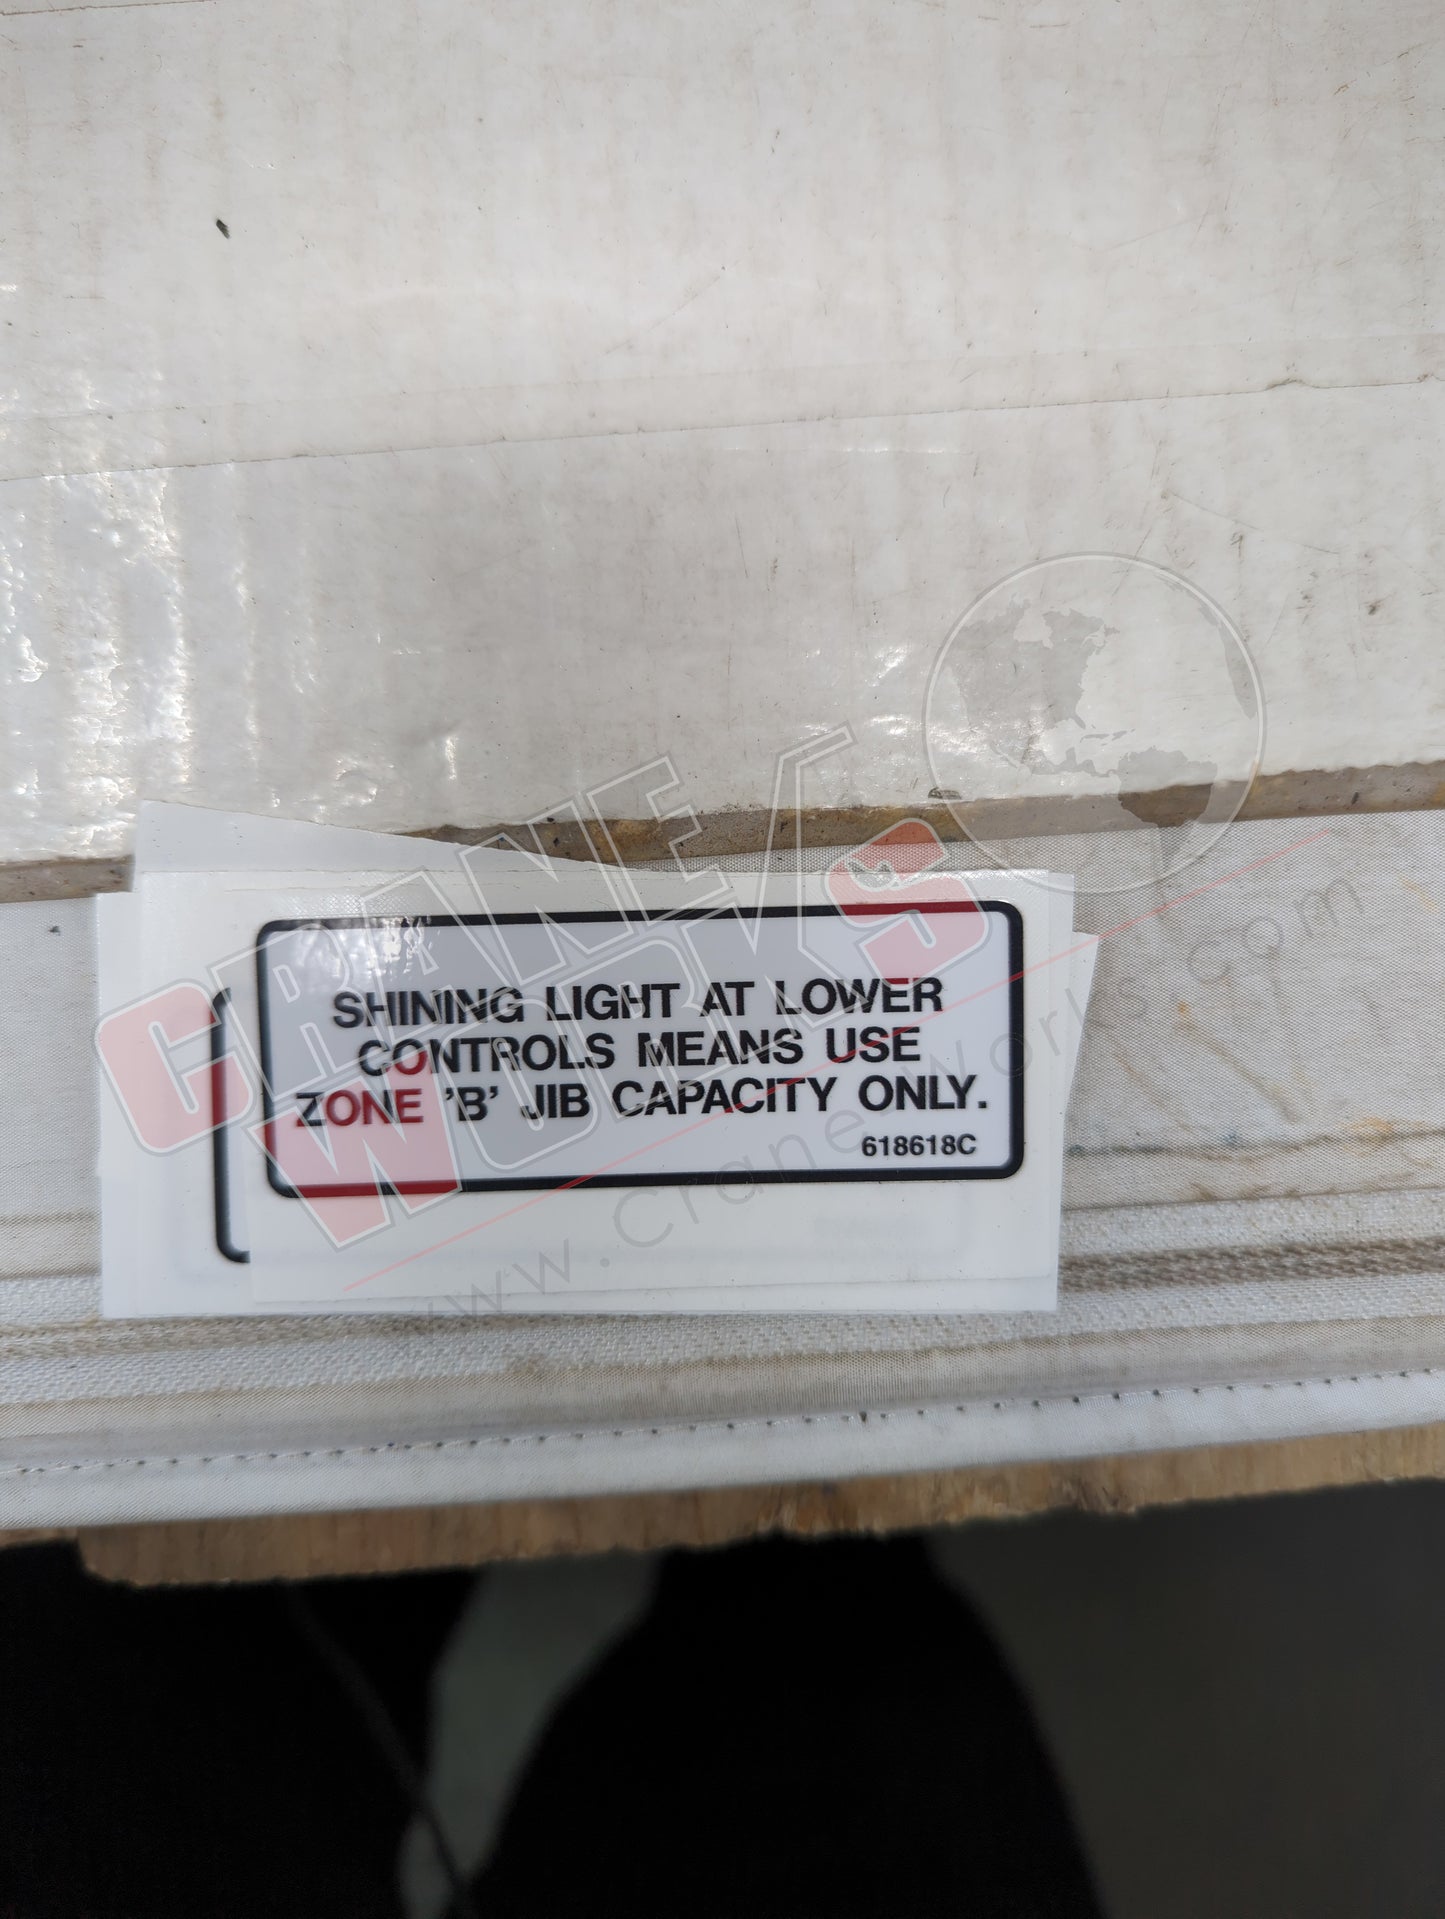 SHINING LIGHT AT LOWER
CONTROLS MEANS USE
ZONE 'B' JIB CAPACITY ONLY.
618618C
CRANE
WORKS
www.craneworks.com